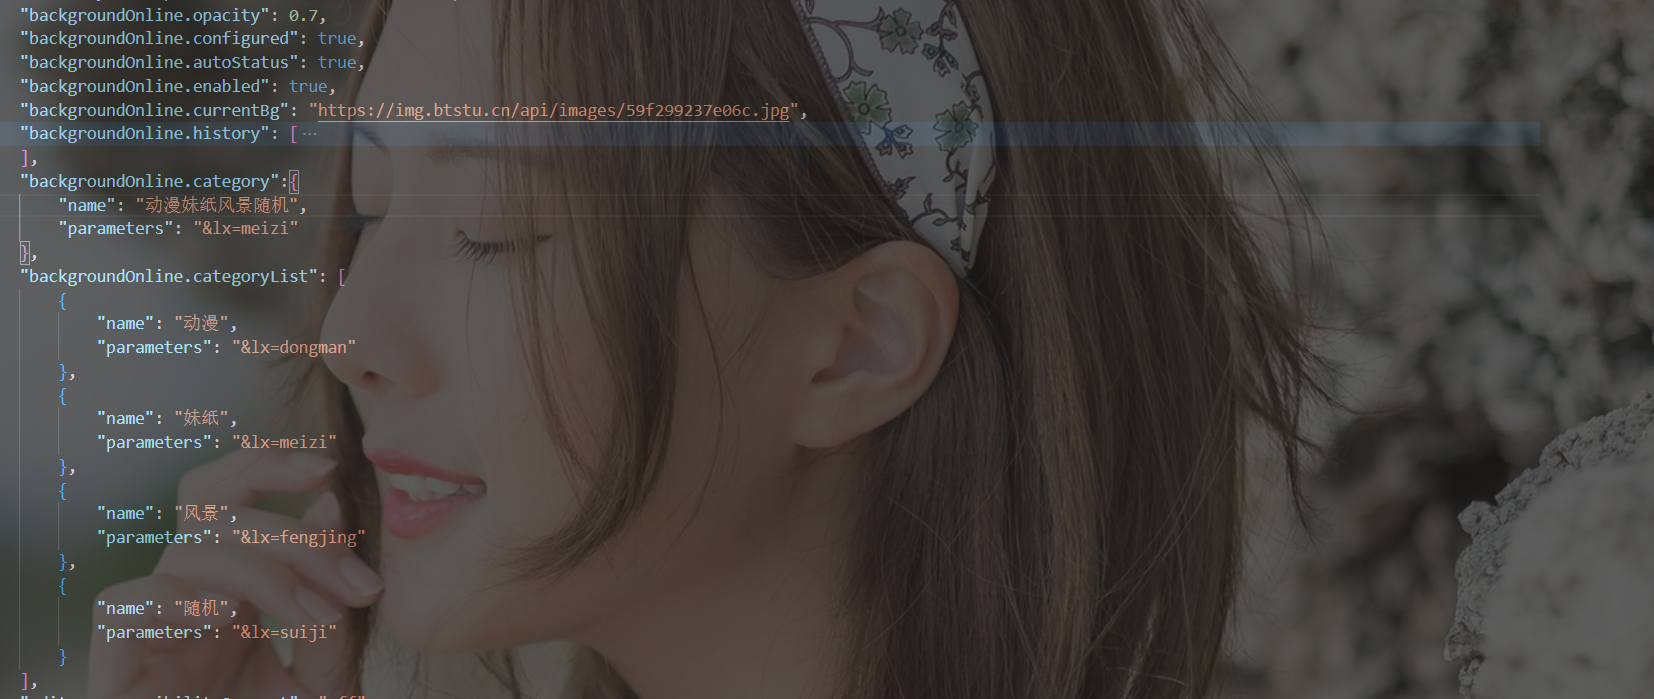 "backgroundOnline.opacity": 0.7,
"backgroundOnline.configured": true,
"backgroundOnline.autoStatus": true,
"backgroundOnline.enabled": true,
"backgroundOnline.currentBg": "https://img.btstu.cn/api/images/59f299237e06c.jpg",
"backgroundOnline.history": [ ···
],
"backgroundOnline.category":{
"name": "动漫妹纸风景随机",
"parameters": "&lx=meizi"
},
"backgroundOnline.categoryList": [
{
"name": "动漫",
"parameters": "&lx=dongman"
},
{
"name": "妹纸",
"parameters": "&lx=meizi"
},
{
"name": "风景",
"parameters": "&lx=fengjing"
},
{
"name": "随机",
"parameters": "&lx=suiji"
}
],